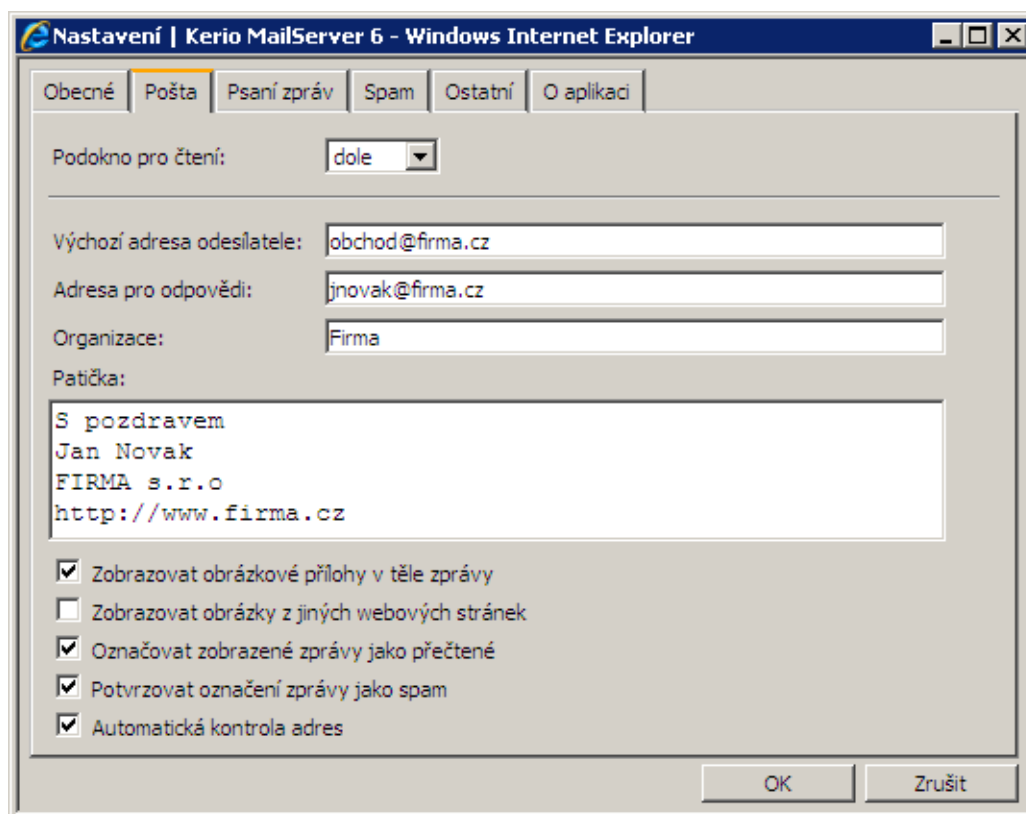 Nastavení | Kerio MailServer 6 - Windows Internet Explorer
Obecné Pošta Psaní zpráv Spam Ostatní O aplikaci
Podokno pro čtení: dole
Výchozí adresa odesílatele: obchod@firma.cz
Adresa pro odpovědi: jnovak@firma.cz
Organizace: Firma
Patička:
S pozdravem
Jan Novak
FIRMA s.r.o
http://www.firma.cz
Zobrazovat obrázkové přílohy v těle zprávy
Zobrazovat obrázky z jiných webových stránek
Označovat zobrazené zprávy jako přečtené
Potvrzovat označení zprávy jako spam
Automatická kontrola adres
OK Zrušit